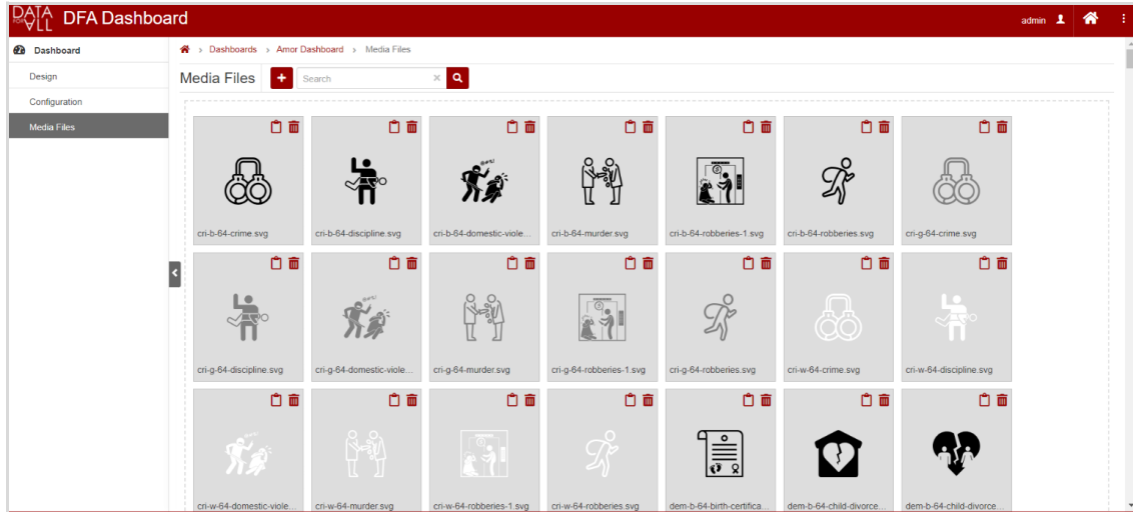 DATA FOR ALL
DFA Dashboard
admin
Dashboard
Design
Configuration
Media Files
> Dashboards > Amor Dashboard > Media Files
Media Files + Search ×
cri-b-64-crime.svg
cri-b-64-discipline.svg
cri-b-64-domestic-viole...
cri-b-64-murder.svg
cri-b-64-robberies-1.svg
cri-b-64-robberies.svg
cri-g-64-crime.svg
cri-g-64-discipline.svg
cri-g-64-domestic-viole...
cri-g-64-murder.svg
cri-g-64-robberies-1.svg
cri-g-64-robberies.svg
cri-w-64-crime.svg
cri-w-64-discipline.svg
cri-w-64-domestic-viole...
cri-w-64-murder.svg
cri-w-64-robberies-1.svg
cri-w-64-robberies.svg
dem-b-64-birth-certifica...
dem-b-64-child-divorce...
dem-b-64-child-divorce...